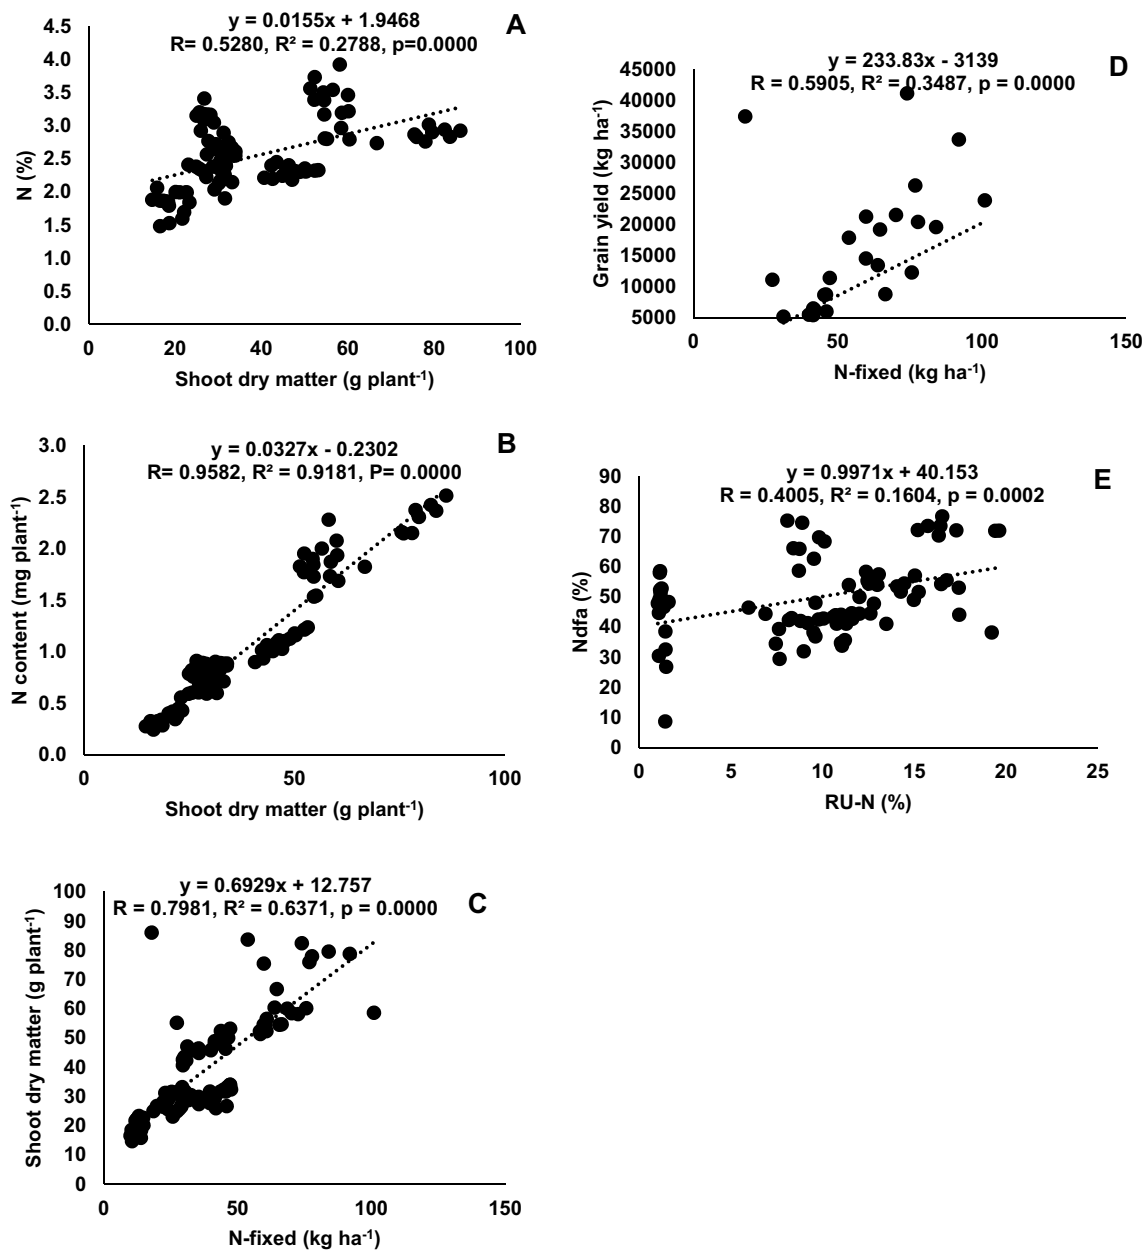 y = 0.0155x + 1.9468
R= 0.5280, R² = 0.2788, p=0.0000
A
4.5
4.0
3.5
3.0
2.5
2.0
1.5
1.0
0.5
0.0
N (%)
0 20 40 60 80 100
Shoot dry matter (g plant⁻¹)
y = 0.0327x - 0.2302
R= 0.9582, R² = 0.9181, P= 0.0000
B
3.0
2.5
2.0
1.5
1.0
0.5
0.0
N content (mg plant⁻¹)
0 50 100
Shoot dry matter (g plant⁻¹)
y = 0.6929x + 12.757
R = 0.7981, R² = 0.6371, p = 0.0000
C
100
90
80
70
60
50
40
30
20
10
0
Shoot dry matter (g plant⁻¹)
0 50 100 150
N-fixed (kg ha⁻¹)
y = 233.83x - 3139
R = 0.5905, R² = 0.3487, p = 0.0000
D
45000
40000
35000
30000
25000
20000
15000
10000
5000
Grain yield (kg ha⁻¹)
0 50 100 150
N-fixed (kg ha⁻¹)
y = 0.9971x + 40.153
R = 0.4005, R² = 0.1604, p = 0.0002
E
90
80
70
60
50
40
30
20
10
0
Ndfa (%)
0 5 10 15 20 25
RU-N (%)